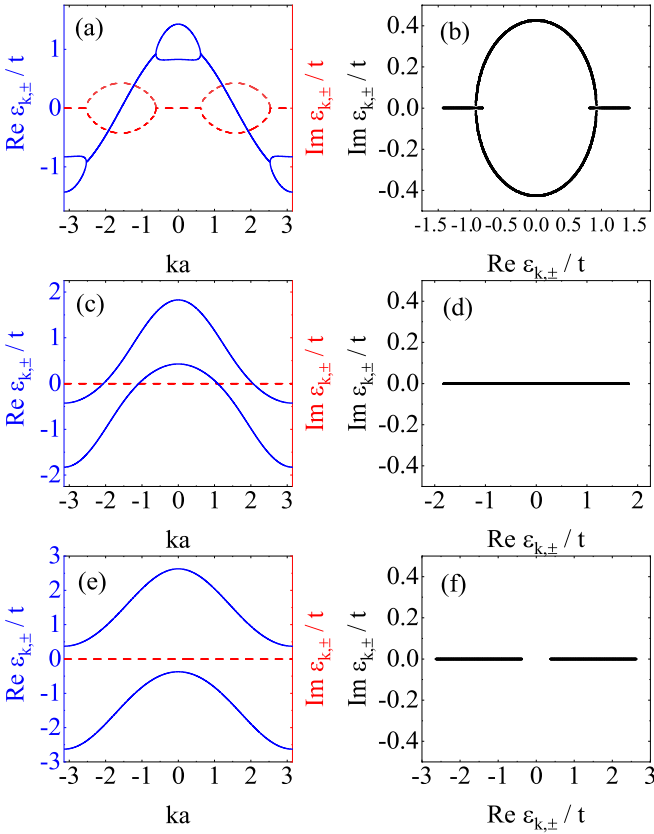 (a)
Re ε_{k,±} / t
1
0
-1
-3 -2 -1 0 1 2 3
ka
Im ε_{k,±} / t
(b)
0.4
0.2
0.0
-0.2
-0.4
-1.5 -1.0 -0.5 0.0 0.5 1.0 1.5
Re ε_{k,±} / t
(c)
Re ε_{k,±} / t
2
1
0
-1
-2
-3 -2 -1 0 1 2 3
ka
Im ε_{k,±} / t
Im ε_{k,±} / t
(d)
0.4
0.2
0.0
-0.2
-0.4
-2 -1 0 1 2
Re ε_{k,±} / t
(e)
Re ε_{k,±} / t
3
2
1
0
-1
-2
-3
-3 -2 -1 0 1 2 3
ka
Im ε_{k,±} / t
Im ε_{k,±} / t
(f)
0.4
0.2
0.0
-0.2
-0.4
-3 -2 -1 0 1 2 3
Re ε_{k,±} / t